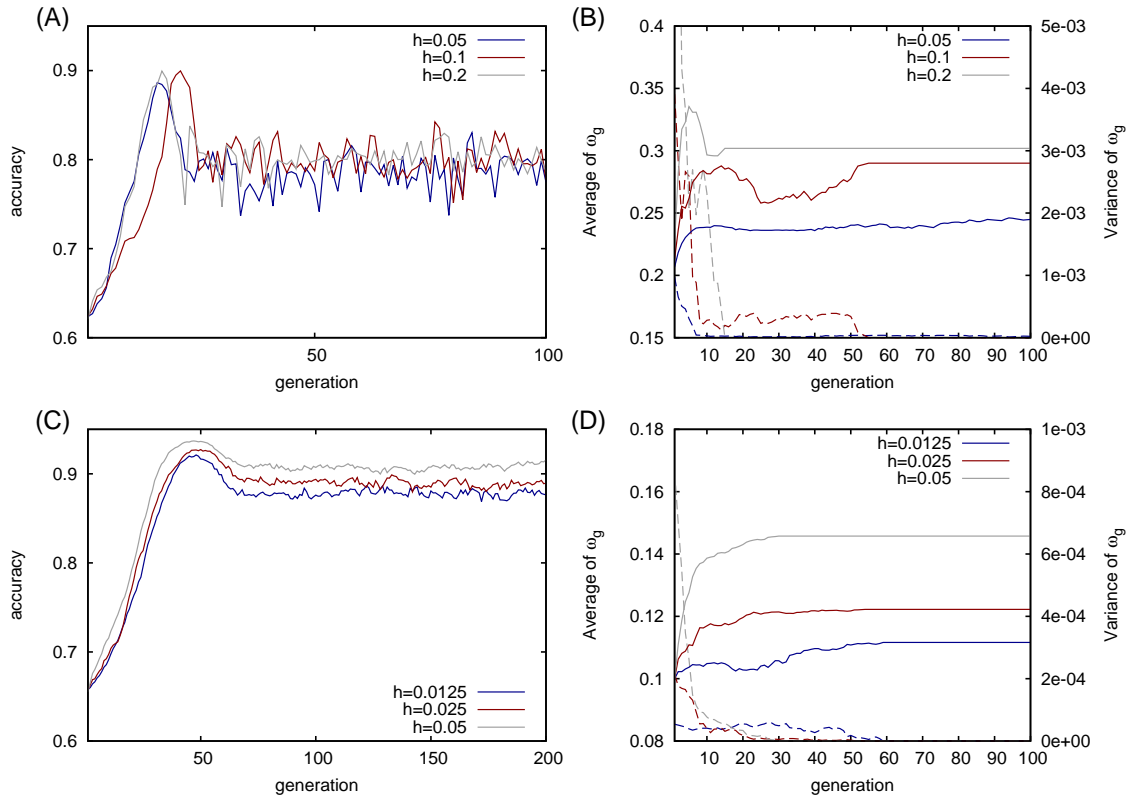 (A)
h=0.05
h=0.1
h=0.2
0.9
0.8
0.7
0.6
accuracy
50
100
generation
(B)
h=0.05
h=0.1
h=0.2
0.4
0.35
0.3
0.25
0.2
0.15
Average of ωg
5e-03
4e-03
3e-03
2e-03
1e-03
0e+00
Variance of ωg
10 20 30 40 50 60 70 80 90 100
generation
(C)
1
0.9
0.8
0.7
0.6
accuracy
h=0.0125
h=0.025
h=0.05
50
100
150
200
generation
(D)
h=0.0125
h=0.025
h=0.05
0.18
0.16
0.14
0.12
0.1
0.08
Average of ωg
1e-03
8e-04
6e-04
4e-04
2e-04
0e+00
Variance of ωg
10 20 30 40 50 60 70 80 90 100
generation